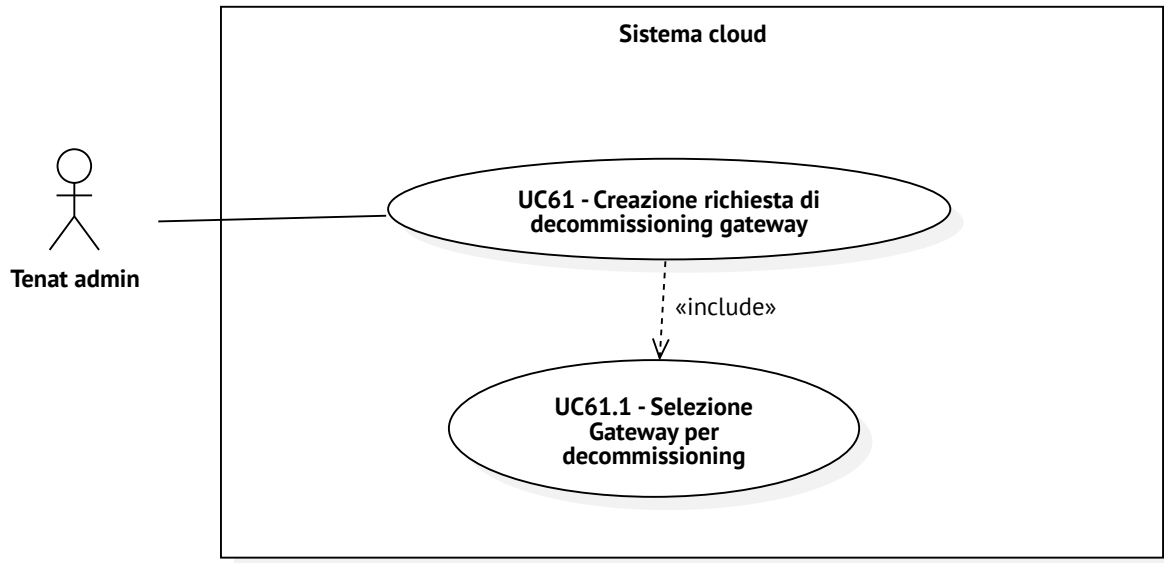 Sistema cloud
UC61 - Creazione richiesta di
decommissioning gateway
Tenat admin
«include»
UC61.1 - Selezione
Gateway per
decommissioning